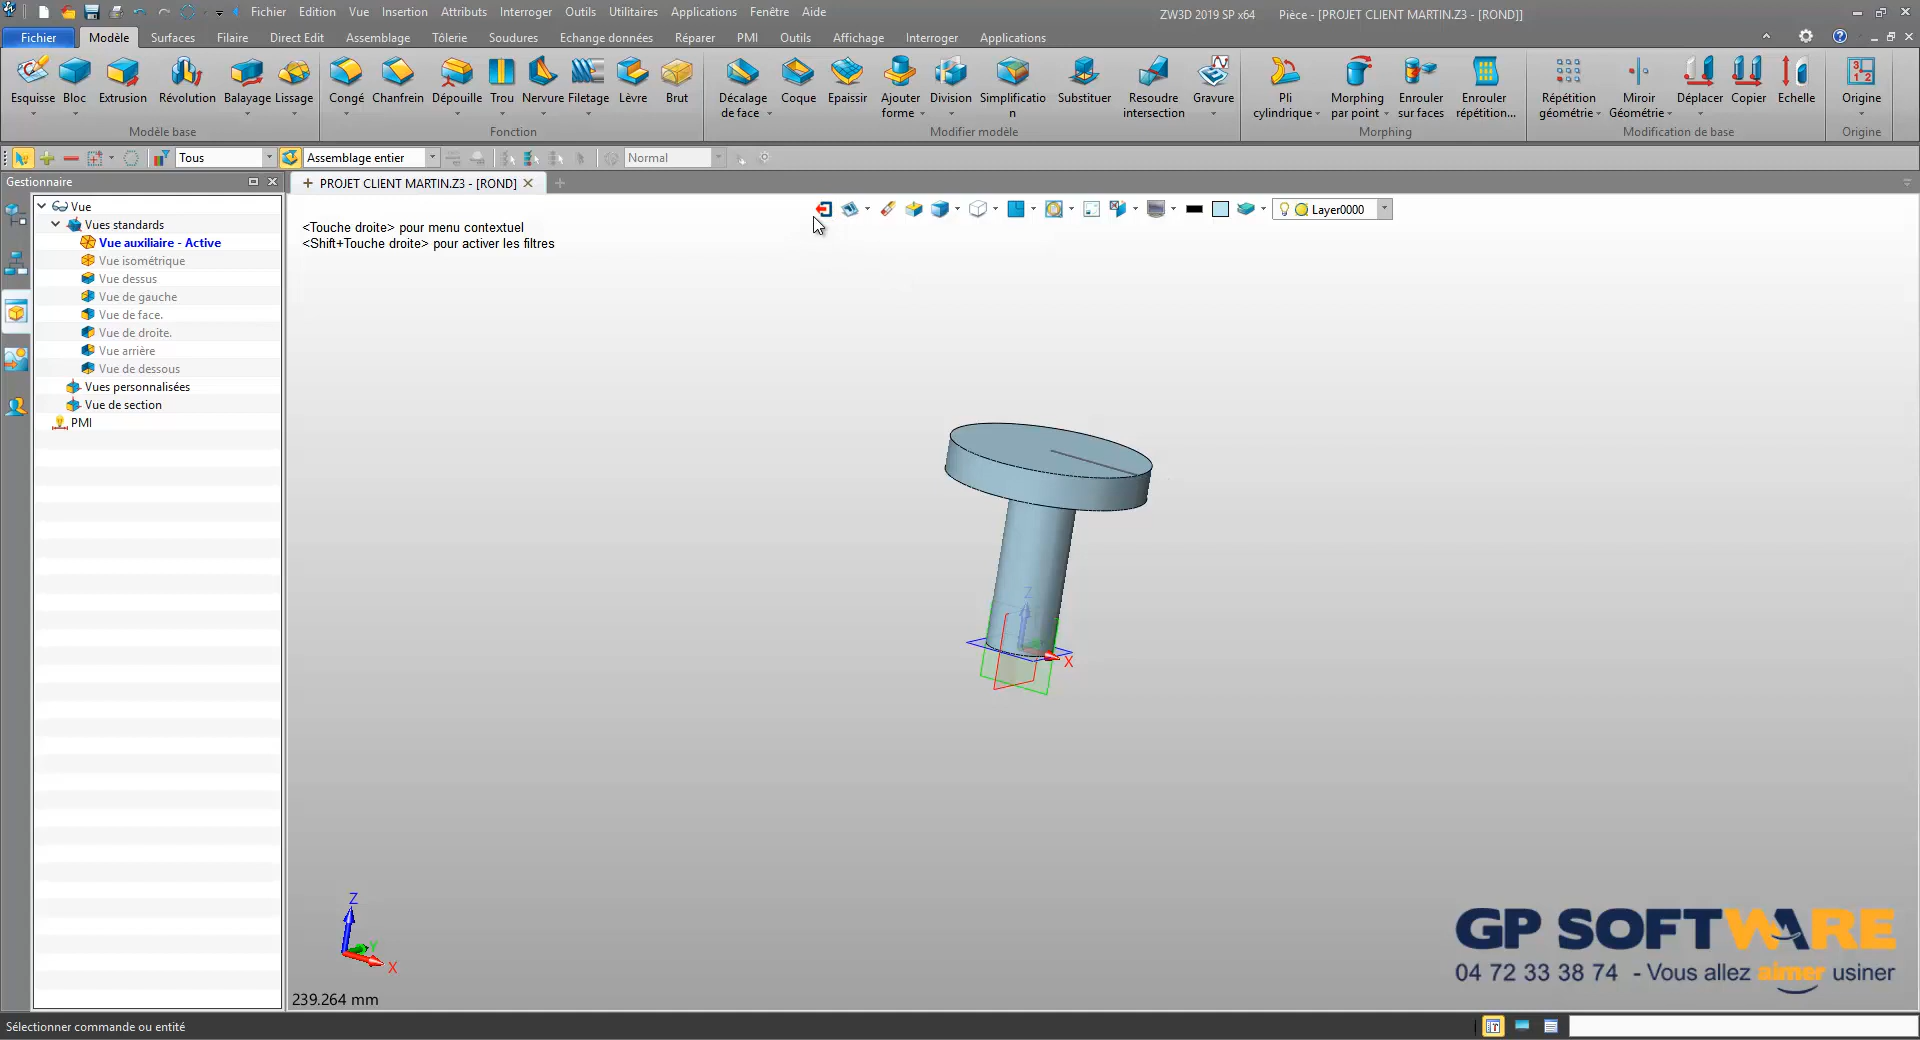 Fichier Edition Vue Insertion Attributs Interroger Outils Utilitaires Applications Fenêtre Aide
ZW3D 2019 SP x64 Pièce - [PROJET CLIENT MARTIN.Z3 - [ROND]]
Fichier Modèle Surfaces Filaire Direct Edit Assemblage Tôlerie Soudures Echange données Réparer PMI Outils Affichage Interroger Applications
Esquisse Bloc Extrusion Révolution Balayage Lissage
Modèle base
Congé Chanfrein Dépouille Trou Nervure Filetage Lèvre Brut
Fonction
Décalage de face Coque Epaissir Ajouter forme Division Simplificatio n Substituer Resoudre intersection Gravure
Modifier modèle
Pli cylindrique Morphing par point Enrouler sur faces Enrouler répétition...
Morphing
Répétition géométrie Miroir Géométrie Déplacer Copier Echelle
Modification de base
Origine
Origine
Tous Assemblage entier Normal
Gestionnaire
PROJET CLIENT MARTIN.Z3 - [ROND]
Layer0000
<Touche droite> pour menu contextuel
<Shift+Touche droite> pour activer les filtres
Vue
Vues standards
Vue auxiliaire - Active
Vue isométrique
Vue dessus
Vue de gauche
Vue de face.
Vue de droite.
Vue arrière
Vue de dessous
Vues personnalisées
Vue de section
PMI
Z
X
Z
Y
X
239.264 mm
GP SOFTWARE
04 72 33 38 74 - Vous allez aimer usiner
Sélectionner commande ou entité